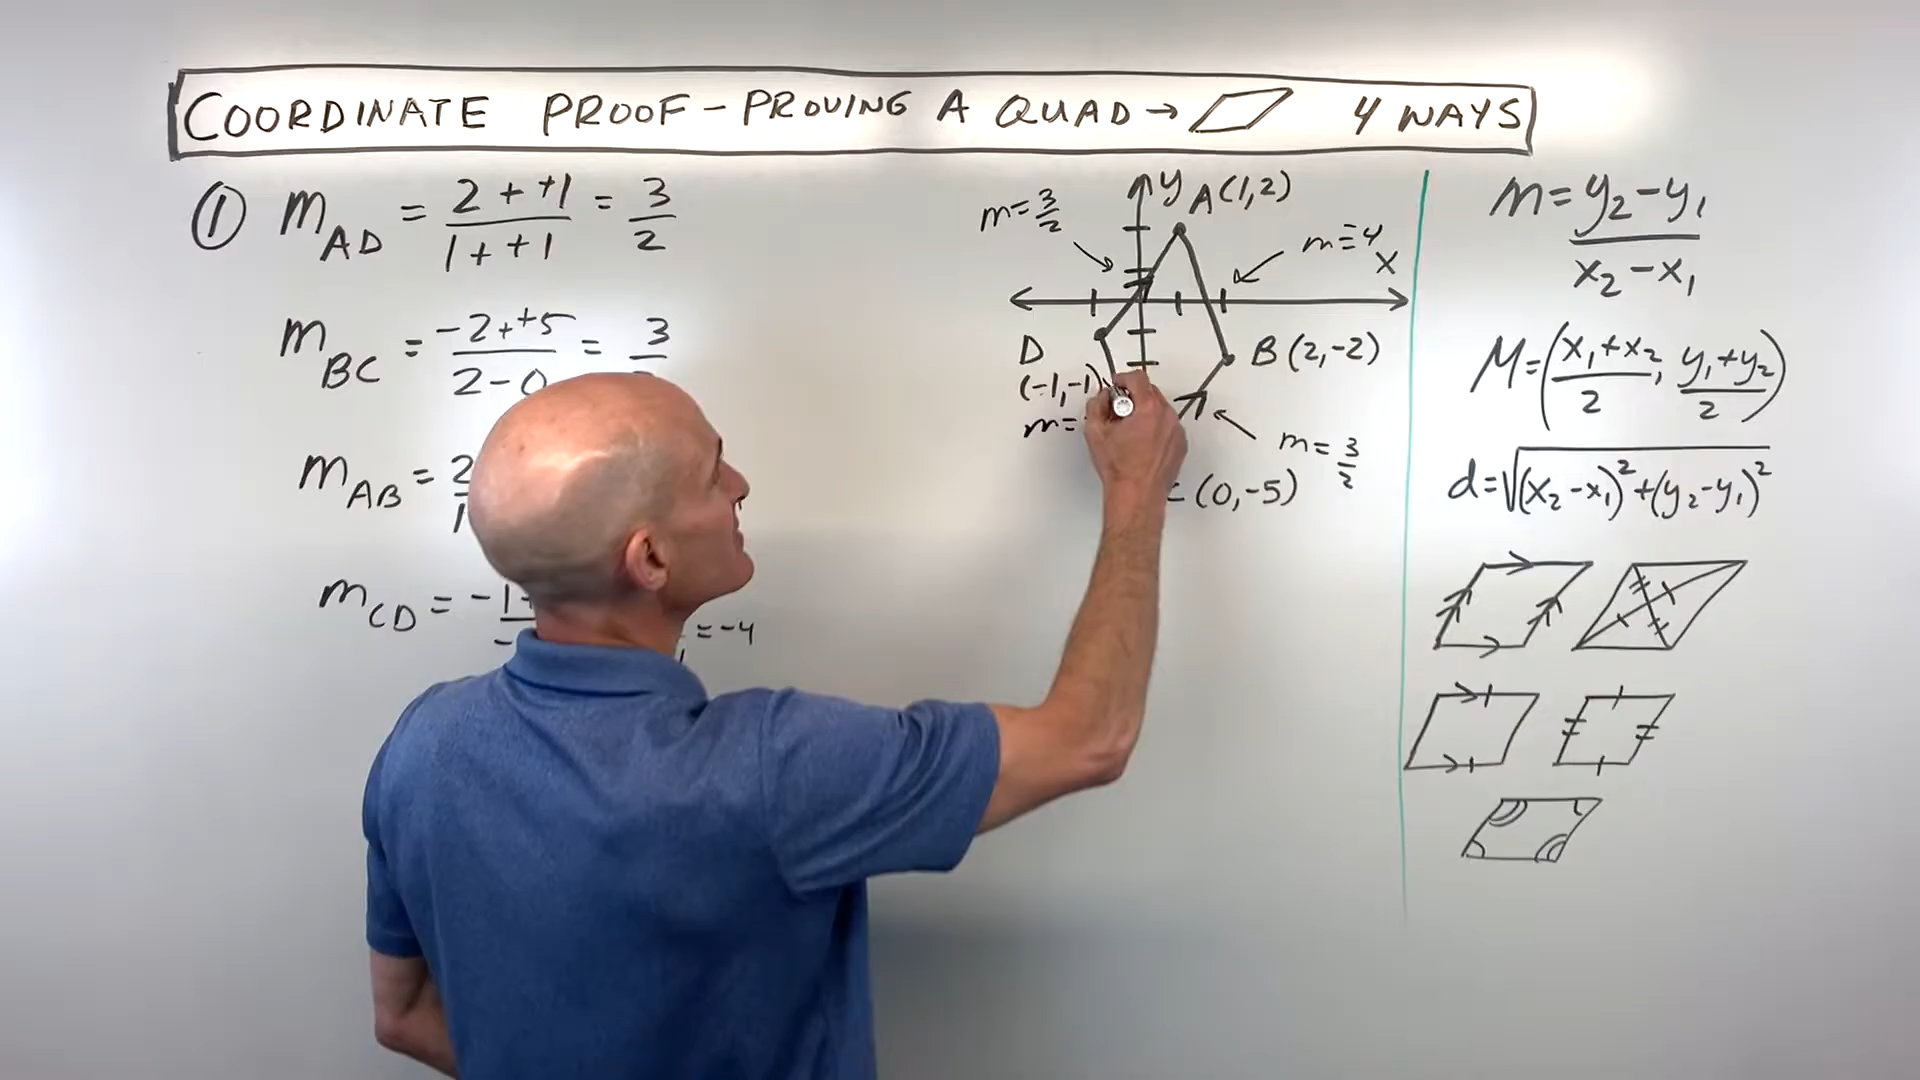 COORDINATE PROOF - PROVING A QUAD → ▱ 4 WAYS
① m_AD = (2 + +1)/(1 + +1) = 3/2
m_BC = (-2 + +5)/(2 - 0) = 3
m_AB = 2/1
m_CD = -1
= -4
y
A (1,2)
m = 3/2
m = -4
x
D
(-1,-1)
B (2,-2)
m =
m = 3/2
C (0,-5)
m = (y₂ - y₁)/(x₂ - x₁)
M = ((x₁ + x₂)/2, (y₁ + y₂)/2)
d = √((x₂ - x₁)² + (y₂ - y₁)²)